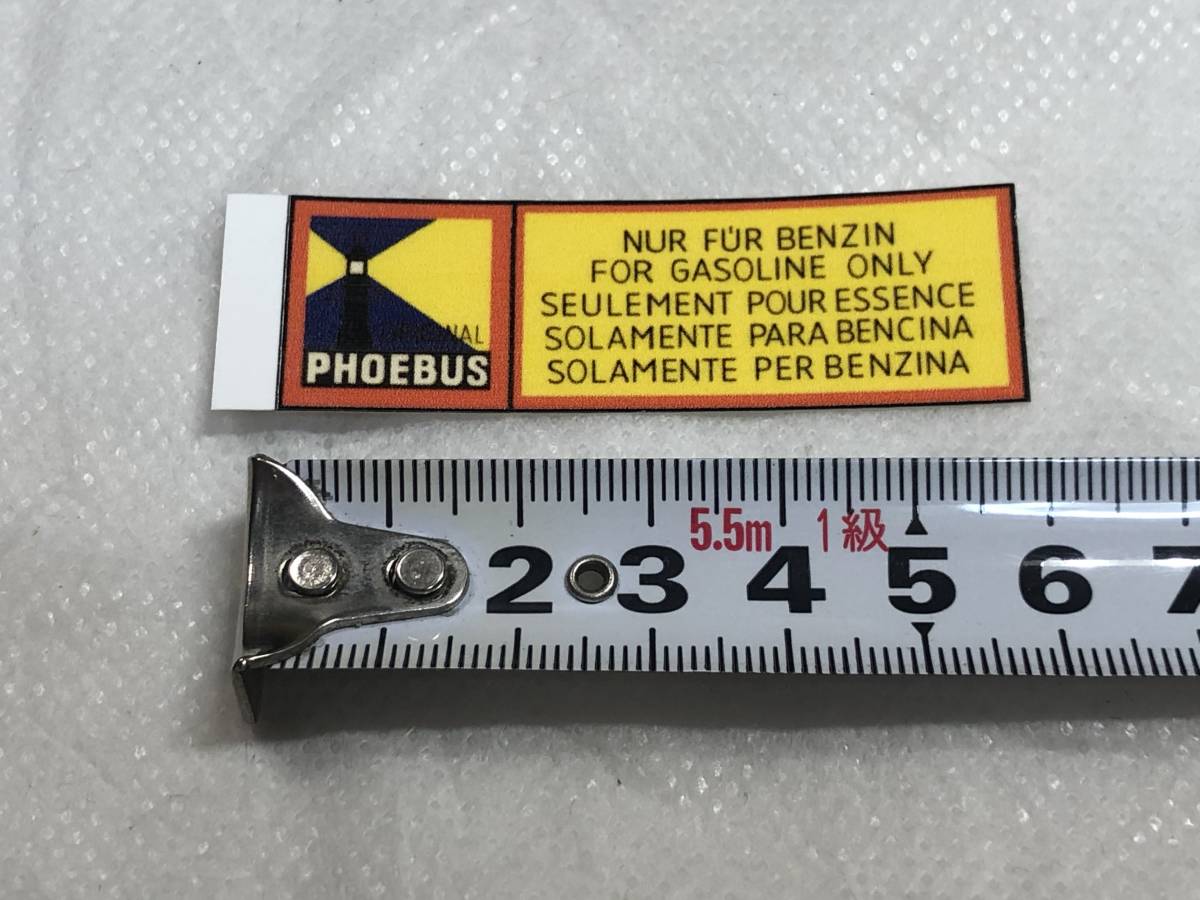 ORIGINAL
PHOEBUS
NUR FÜR BENZIN
FOR GASOLINE ONLY
SEULEMENT POUR ESSENCE
SOLAMENTE PARA BENCINA
SOLAMENTE PER BENZINA
5.5m 1級
2 3 4 5 6 7